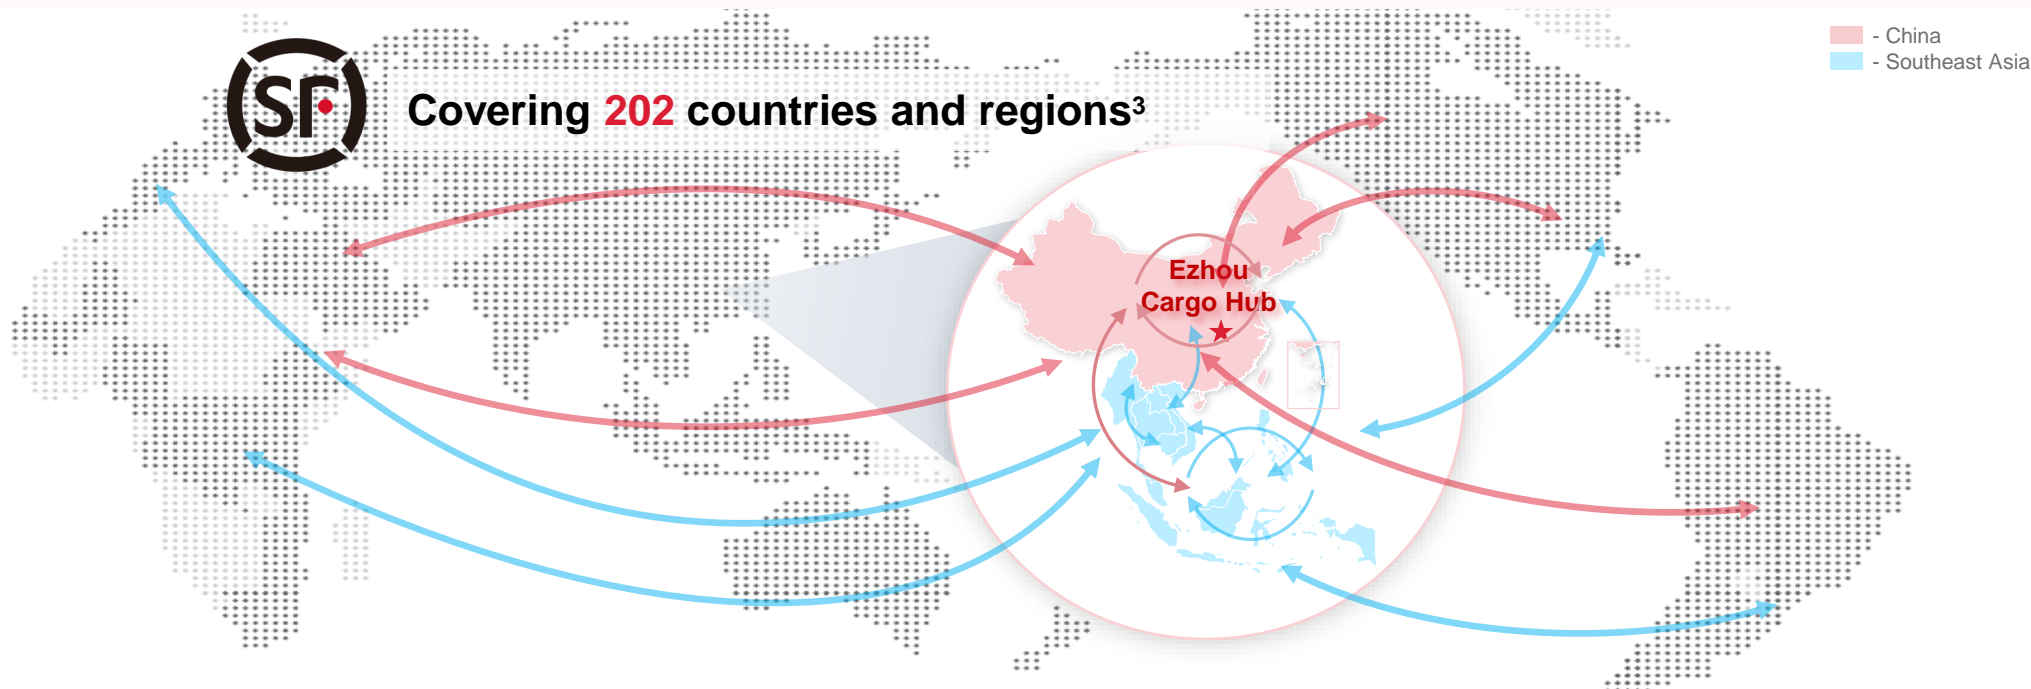 SF
Covering 202 countries and regions³
- China
- Southeast Asia
Ezhou
Cargo Hub